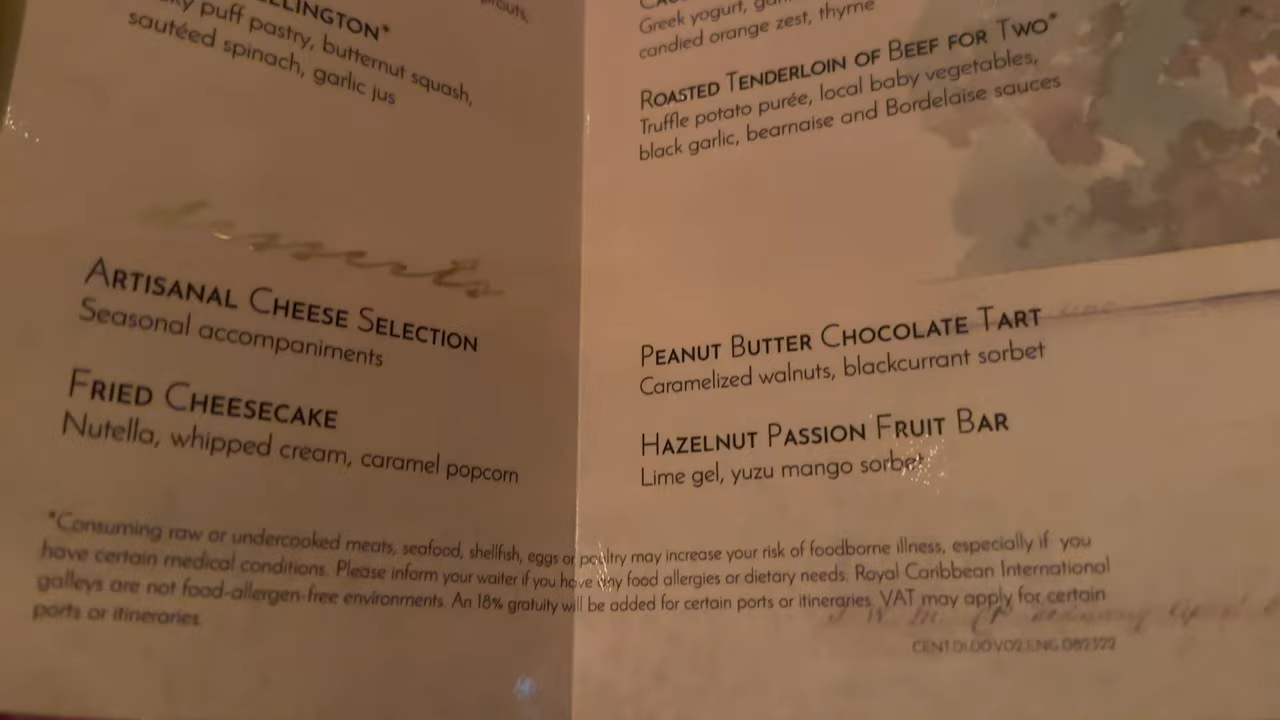 puff pastry, butternut squash,
sautéed spinach, garlic jus
desserts
ARTISANAL CHEESE SELECTION
Seasonal accompaniments
FRIED CHEESECAKE
Nutella, whipped cream, caramel popcorn
Greek yogurt,
candied orange zest, thyme
ROASTED TENDERLOIN OF BEEF FOR TWO*
Truffle potato purée, local baby vegetables,
black garlic, bearnaise and Bordelaise sauces
PEANUT BUTTER CHOCOLATE TART
Caramelized walnuts, blackcurrant sorbet
HAZELNUT PASSION FRUIT BAR
Lime gel, yuzu mango sorbet
*Consuming raw or undercooked meats, seafood, shellfish, eggs or poultry may increase your risk of foodborne illness, especially if you
have certain medical conditions. Please inform your waiter if you have any food allergies or dietary needs. Royal Caribbean International
galleys are not food-allergen-free environments. An 18% gratuity will be added for certain ports or itineraries. VAT may apply for certain
ports or itineraries.